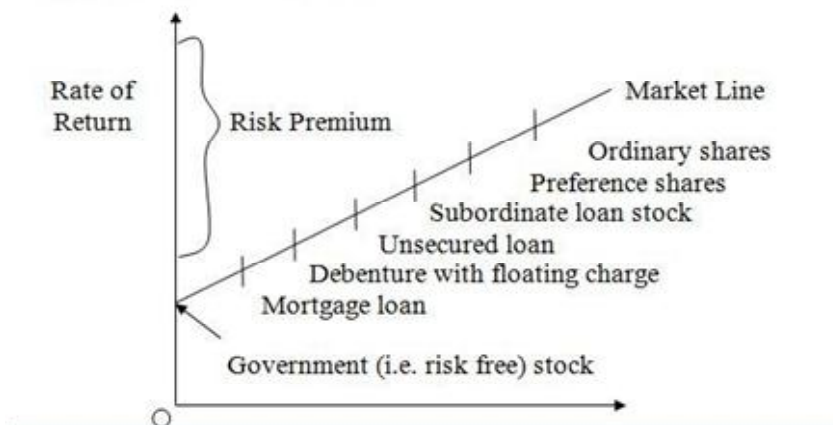 Rate of
Return
Risk Premium
Market Line
Ordinary shares
Preference shares
Subordinate loan stock
Unsecured loan
Debenture with floating charge
Mortgage loan
Government (i.e. risk free) stock
O